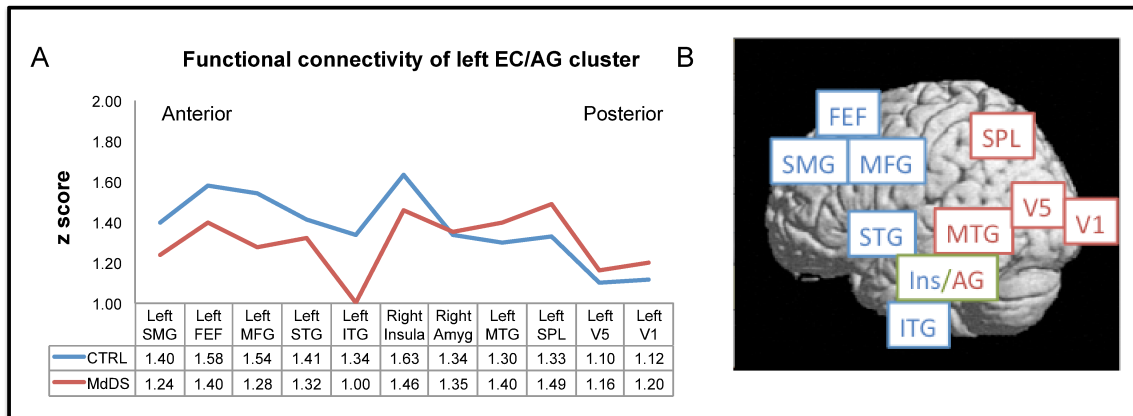 A
Functional connectivity of left EC/AG cluster
B
2.00
Anterior
Posterior
1.80
1.60
1.40
1.20
1.00
z score
Left SMG
Left FEF
Left MFG
Left STG
Left ITG
Right Insula
Right Amyg
Left MTG
Left SPL
Left V5
Left V1
CTRL 1.40 1.58 1.54 1.41 1.34 1.63 1.34 1.30 1.33 1.10 1.12
MdDS 1.24 1.40 1.28 1.32 1.00 1.46 1.35 1.40 1.49 1.16 1.20
FEF
SPL
SMG
MFG
V5
V1
STG
MTG
Ins/AG
ITG